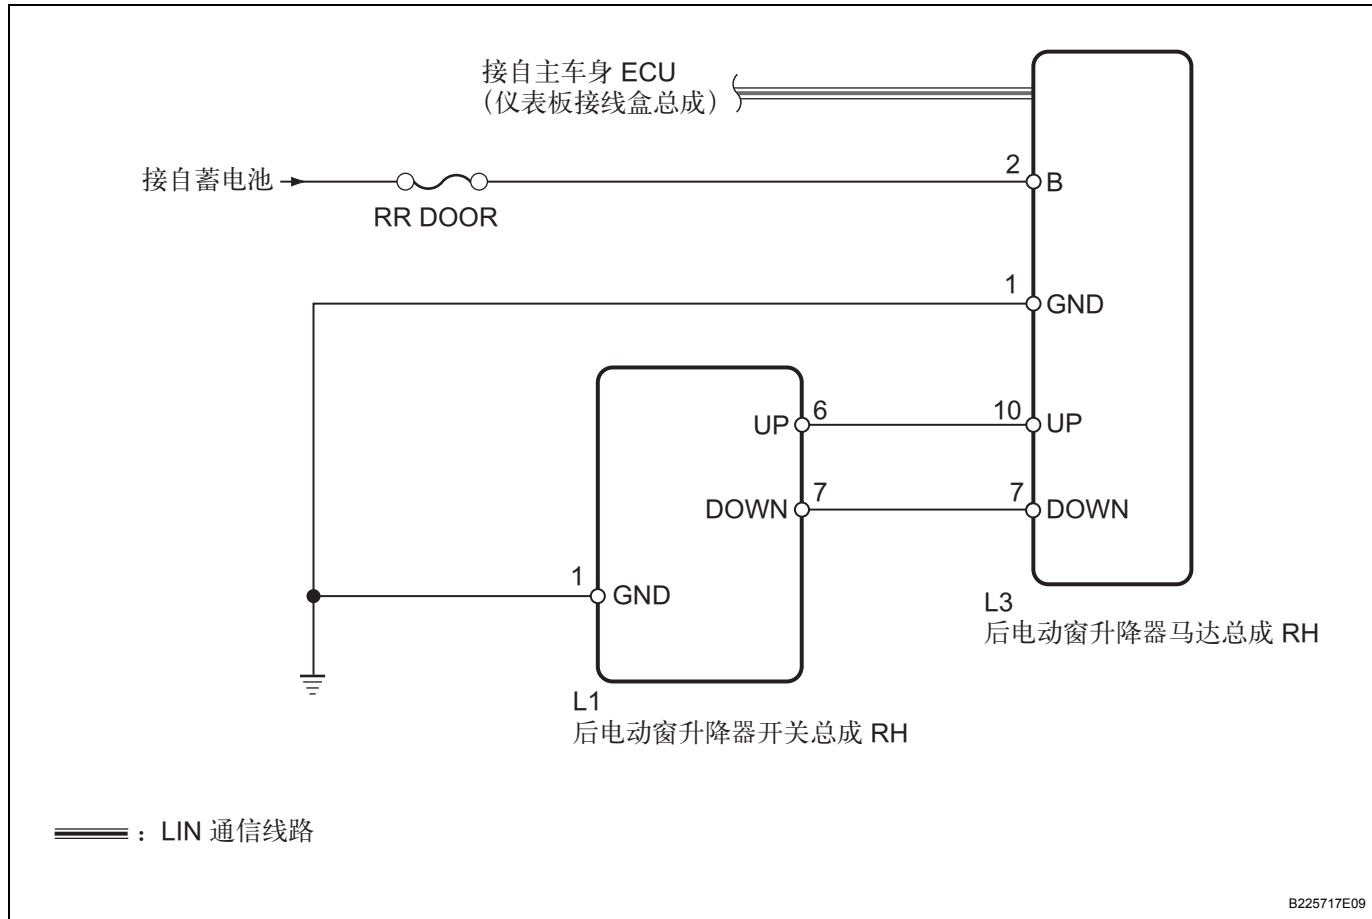 接自主车身 ECU
（仪表板接线盒总成）
接自蓄电池
RR DOOR
2
B
1
GND
UP
6
10
UP
DOWN
7
7
DOWN
1
GND
L3
后电动窗升降器马达总成 RH
L1
后电动窗升降器开关总成 RH
：LIN 通信线路
B225717E09